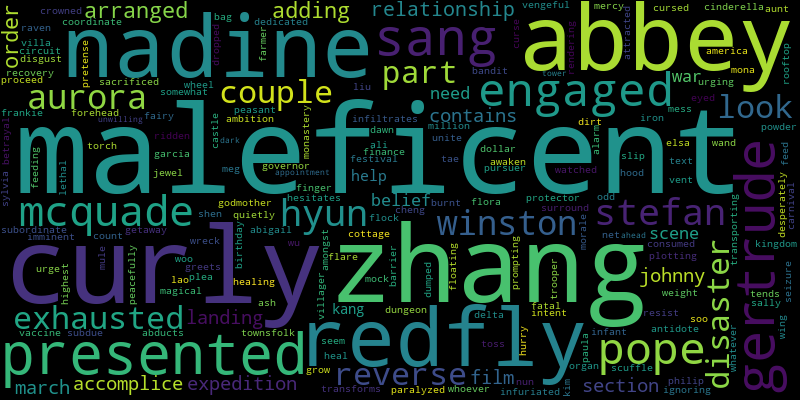 maleficent
zhang
curly
abbey
nadine
redfly
gertrude
presented
sang
engaged
mcquade
hyun
pope
winston
stefan
aurora
couple
part
look
disaster
exhausted
reverse
arranged
adding
relationship
order
contains
need
war
belief
help
scene
johnny
landing
kang
film
section
march
accomplice
expedition
crowned
raven
villa
circuit
disgust
recovery
proceed
coordinate
pretense
bag
dropped
dedicated
farmer
vengeful
mercy
cursed
curse
cinderella
aunt
america
attracted
rendering
tower
bandit
urging
mona
rooftop
eyed
mess
iron
powder
frankie
sacrificed
wheel
somewhat
liu
forehead
peasant
ambition
infiltrates
million
dirt
alarm
elsa
wand
sylvia
betrayal
unwilling
fairy
torch
ridden
castle
monastery
dawn
ali
finance
unite
dollar
slip
text
feed
feeding
lethal
garcia
jewel
dark
meg
governor
festival
tae
awaken
pursuer
watched
hood
vent
appointment
finger
hesitates
protector
odd
godmother
flora
shen
quietly
flock
cheng
burnt
surround
subordinate
imminent
count
getaway
abigail
amongst
cottage
barrier
morale
net
ahead
consumed
kingdom
desperately
carnival
transporting
wreck
birthday
wu
flare
floating
prompting
trooper
plotting
woo
greets
plea
lao
magical
mule
peacefully
healing
mock
dumped
fatal
intent
weight
tends
sally
seizure
urge
highest
ash
villager
dungeon
delta
resist
soo
antidote
wing
vaccine
subdue
townsfolk
seem
heal
toss
hurry
infant
paula
scuffle
whatever
abducts
grow
nun
organ
kim
philip
ignoring
transforms
paralyzed
whoever
infuriated